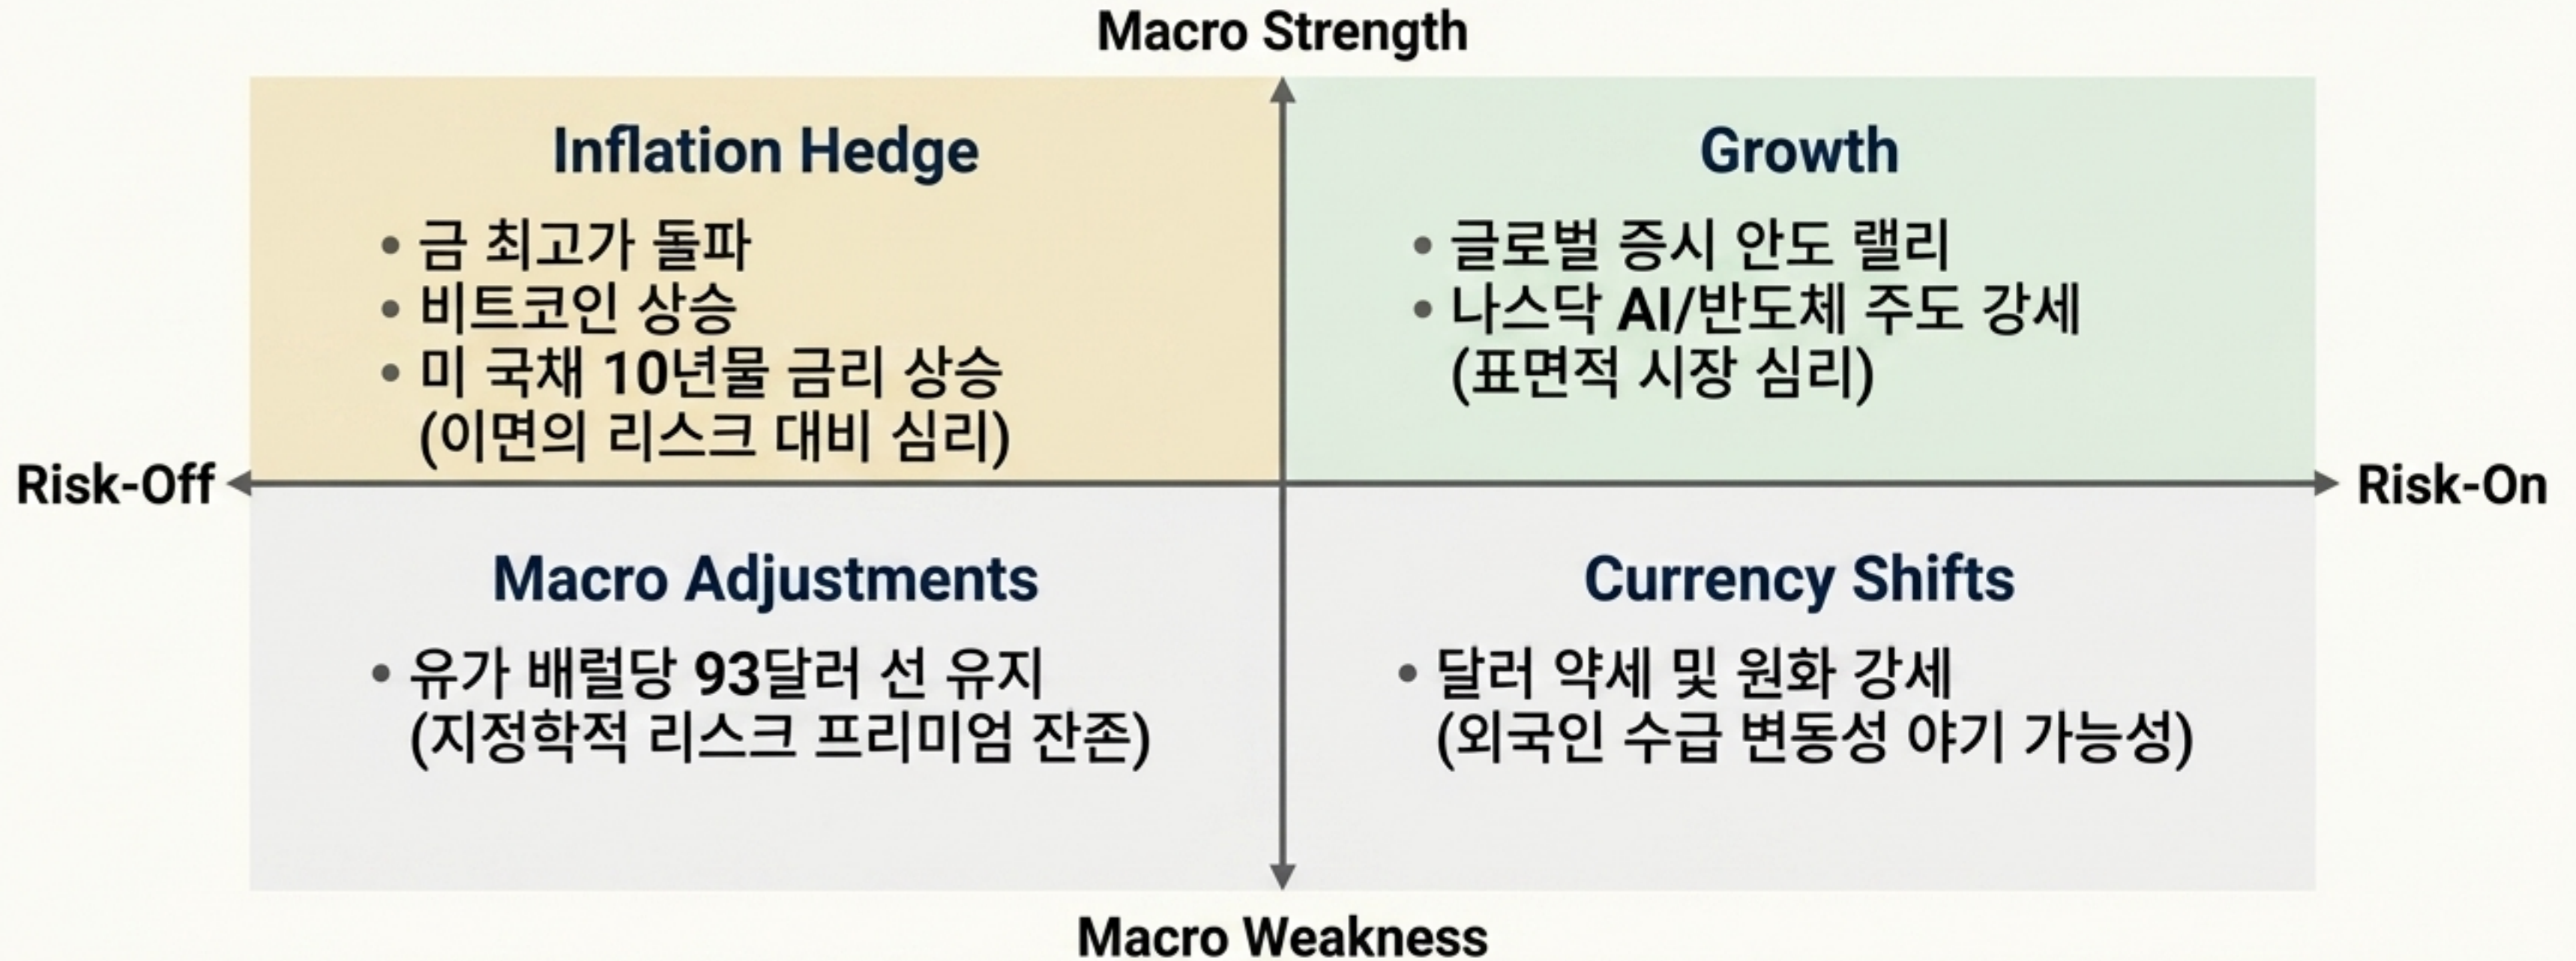 Macro Strength
Inflation Hedge
• 금 최고가 돌파
• 비트코인 상승
• 미 국채 10년물 금리 상승
(이면의 리스크 대비 심리)
Growth
• 글로벌 증시 안도 랠리
• 나스닥 AI/반도체 주도 강세
(표면적 시장 심리)
Risk-Off
Risk-On
Macro Adjustments
• 유가 배럴당 93달러 선 유지
(지정학적 리스크 프리미엄 잔존)
Currency Shifts
• 달러 약세 및 원화 강세
(외국인 수급 변동성 야기 가능성)
Macro Weakness